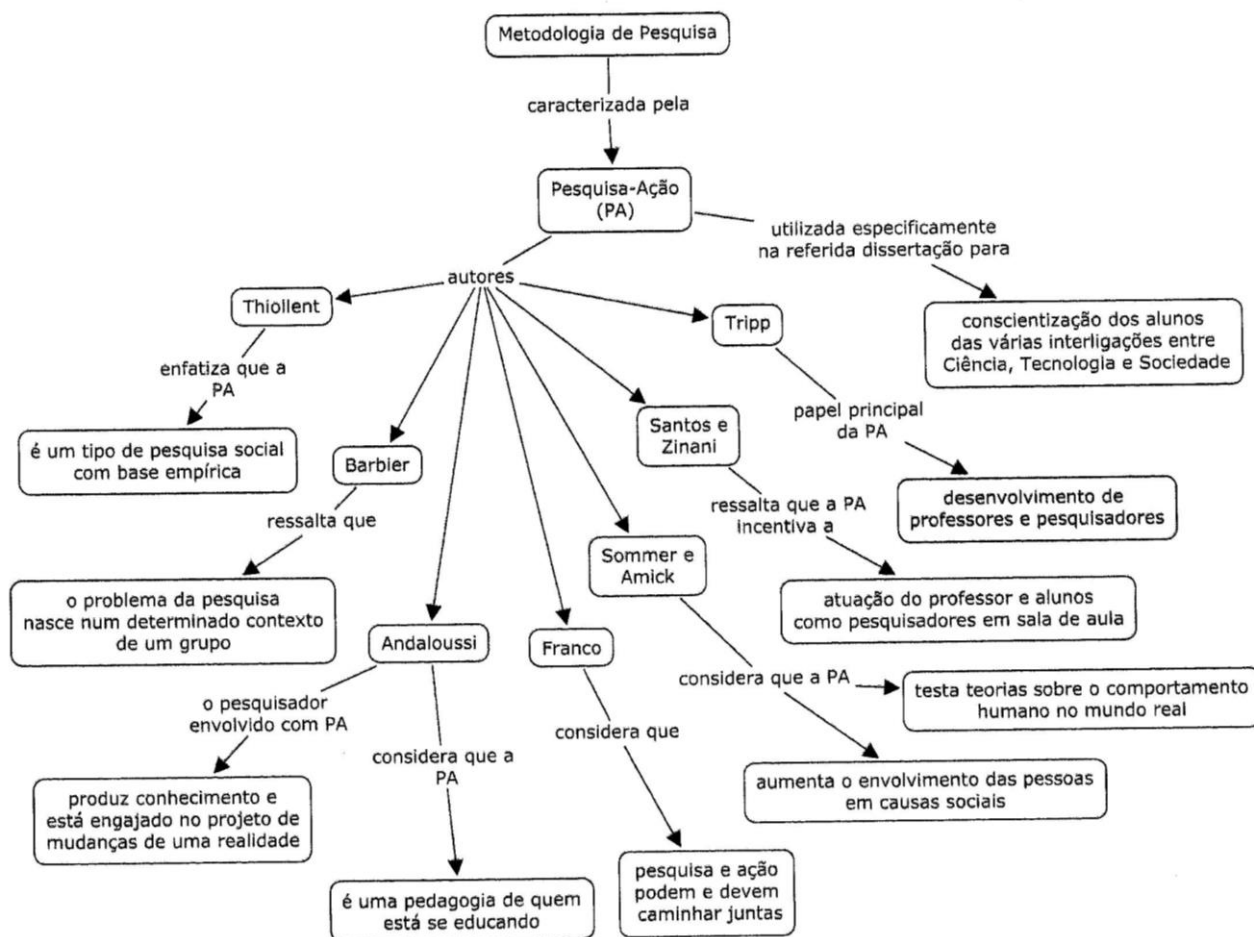 Metodologia de Pesquisa
caracterizada pela
Pesquisa-Ação
(PA)
utilizada especificamente
na referida dissertação para
autores
Thiollent
Tripp
conscientização dos alunos
das várias interligações entre
Ciência, Tecnologia e Sociedade
enfatiza que a
PA
papel principal
da PA
Santos e
Zinani
é um tipo de pesquisa social
com base empírica
Barbier
desenvolvimento de
professores e pesquisadores
ressalta que
ressalta que a PA
incentiva a
Sommer e
Amick
o problema da pesquisa
nasce num determinado contexto
de um grupo
atuação do professor e alunos
como pesquisadores em sala de aula
Andaloussi
Franco
considera que a PA
testa teorias sobre o comportamento
humano no mundo real
o pesquisador
envolvido com PA
considera que a
PA
considera que
aumenta o envolvimento das pessoas
em causas sociais
produz conhecimento e
está engajado no projeto de
mudanças de uma realidade
é uma pedagogia de quem
está se educando
pesquisa e ação
podem e devem
caminhar juntas